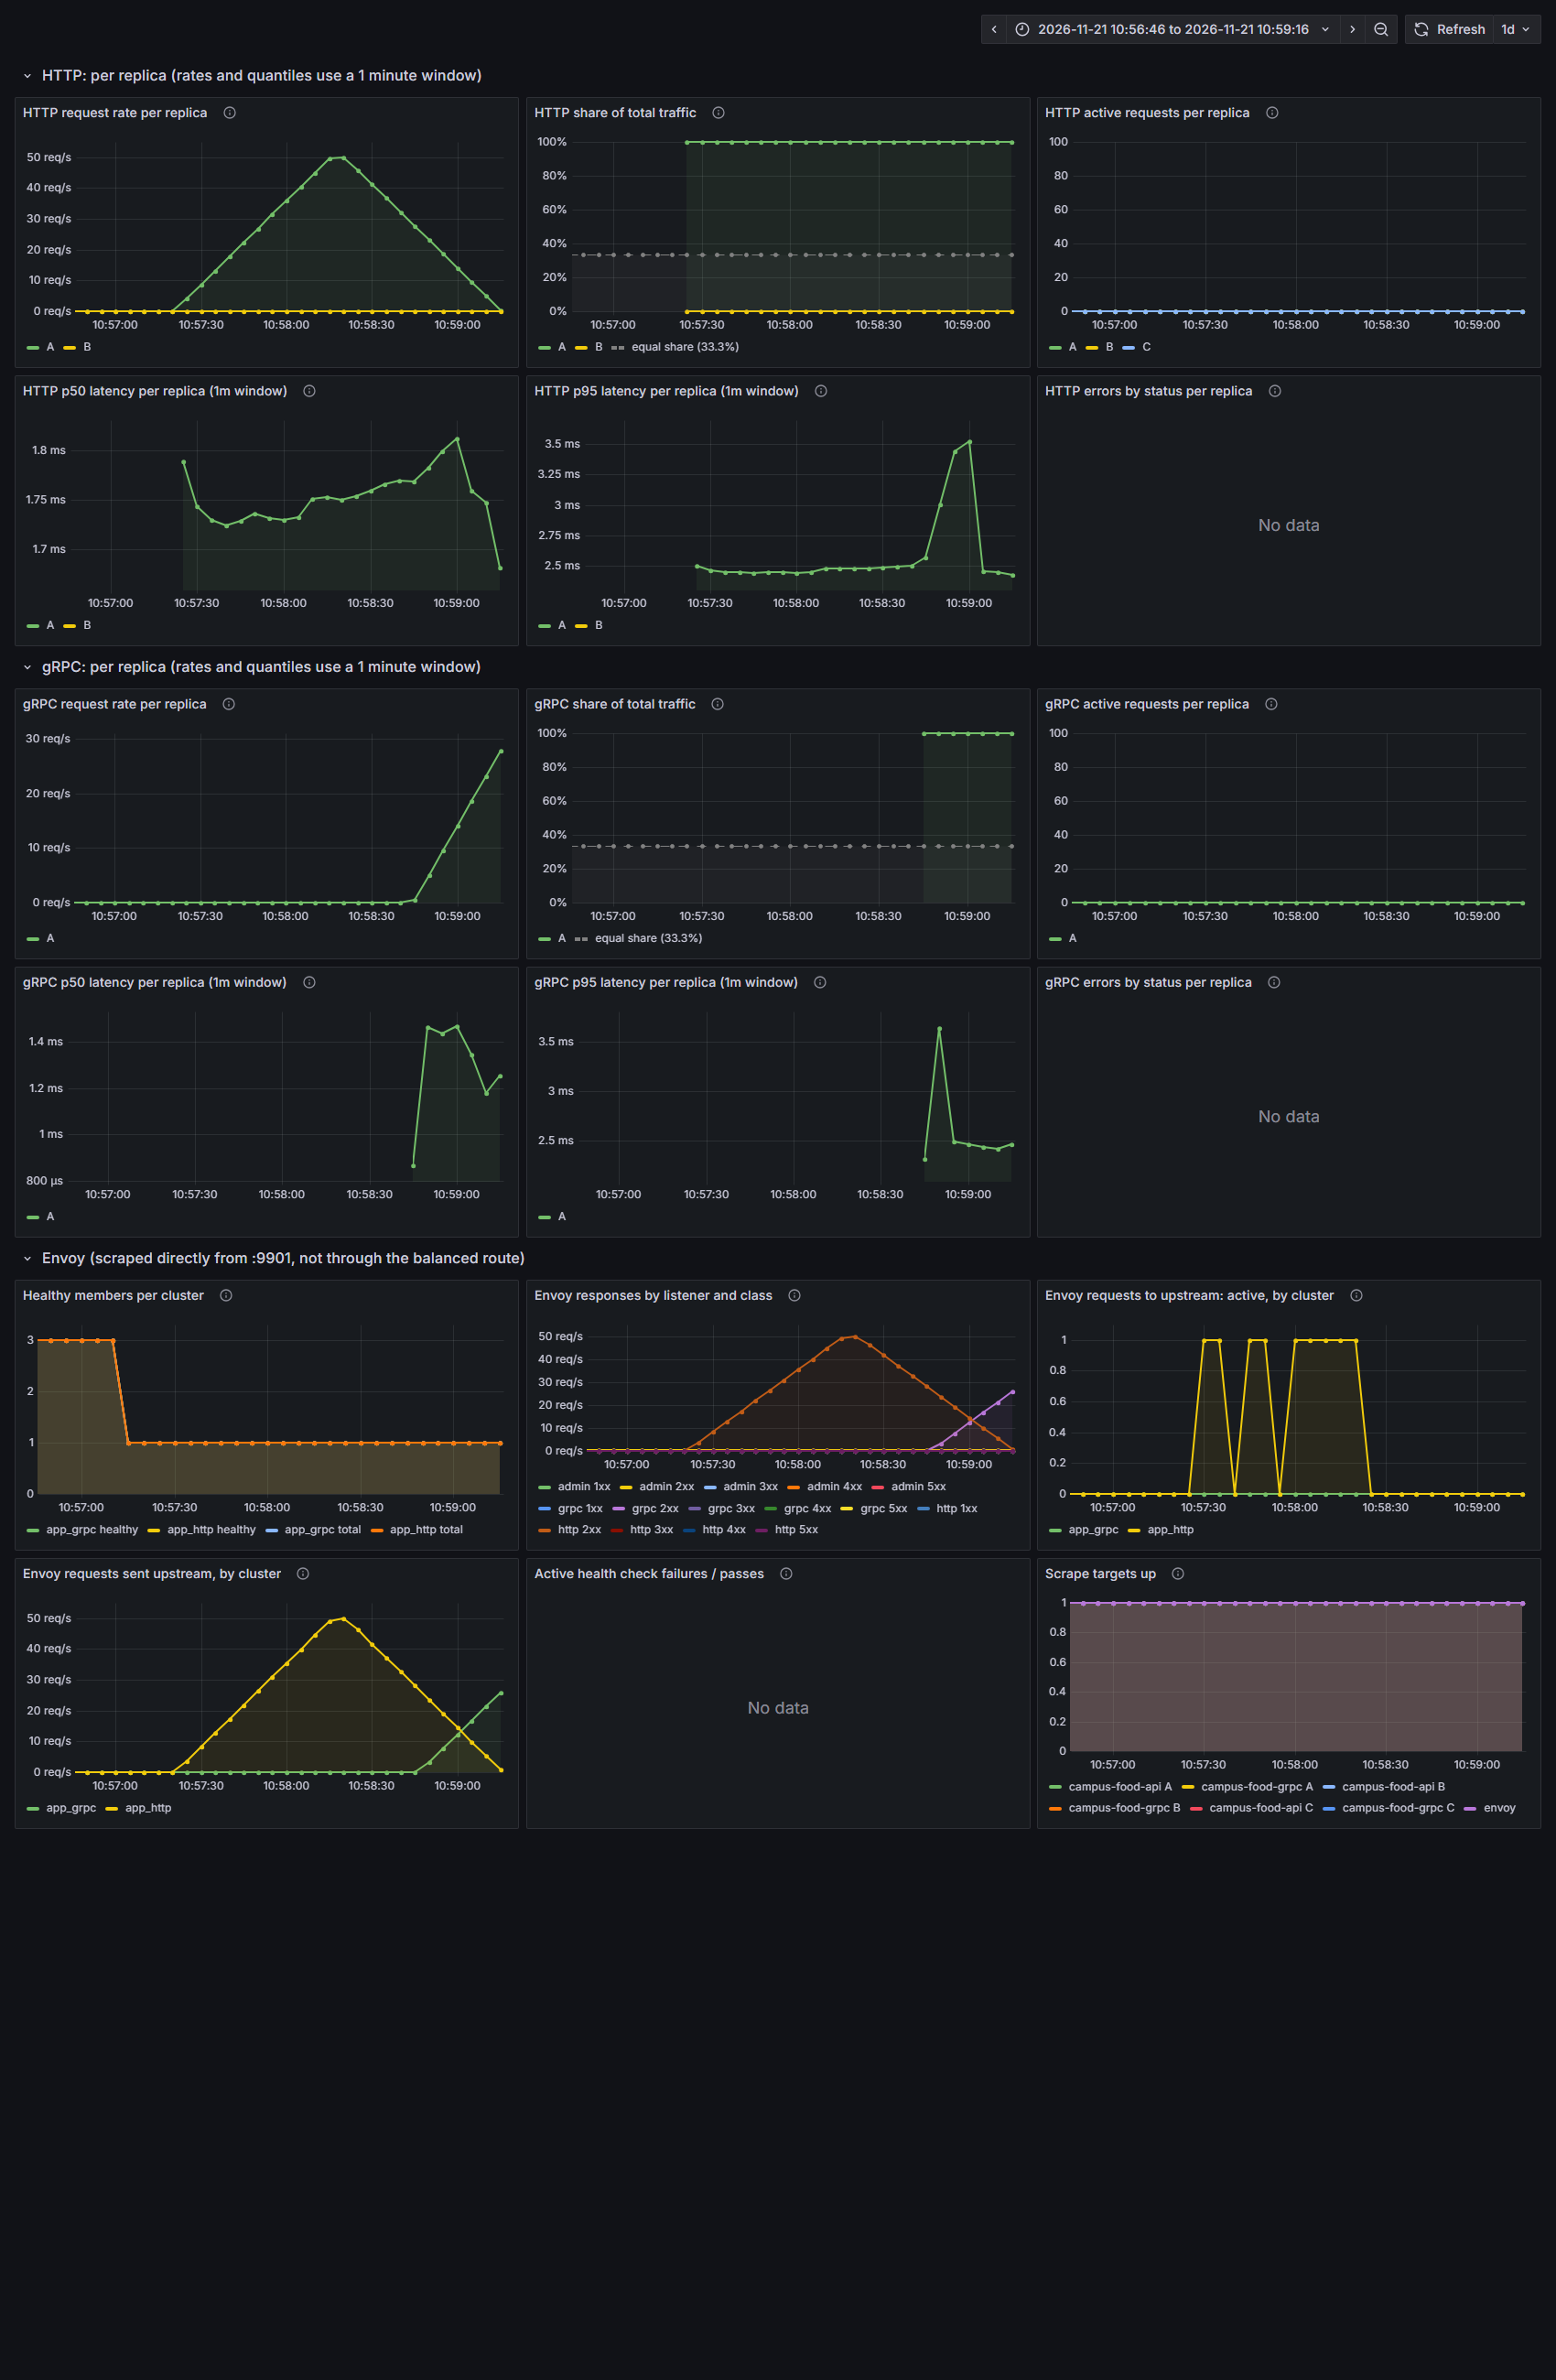 2026-11-21 10:56:46 to 2026-11-21 10:59:16 Refresh 1d
HTTP: per replica (rates and quantiles use a 1 minute window)
HTTP request rate per replica
50 req/s
40 req/s
30 req/s
20 req/s
10 req/s
0 req/s
10:57:00 10:57:30 10:58:00 10:58:30 10:59:00
A B
HTTP share of total traffic
100%
80%
60%
40%
20%
0%
10:57:00 10:57:30 10:58:00 10:58:30 10:59:00
A B equal share (33.3%)
HTTP active requests per replica
100
80
60
40
20
0
10:57:00 10:57:30 10:58:00 10:58:30 10:59:00
A B C
HTTP p50 latency per replica (1m window)
1.8 ms
1.75 ms
1.7 ms
10:57:00 10:57:30 10:58:00 10:58:30 10:59:00
A B
HTTP p95 latency per replica (1m window)
3.5 ms
3.25 ms
3 ms
2.75 ms
2.5 ms
10:57:00 10:57:30 10:58:00 10:58:30 10:59:00
A B
HTTP errors by status per replica
No data
gRPC: per replica (rates and quantiles use a 1 minute window)
gRPC request rate per replica
30 req/s
20 req/s
10 req/s
0 req/s
10:57:00 10:57:30 10:58:00 10:58:30 10:59:00
A
gRPC share of total traffic
100%
80%
60%
40%
20%
0%
10:57:00 10:57:30 10:58:00 10:58:30 10:59:00
A equal share (33.3%)
gRPC active requests per replica
100
80
60
40
20
0
10:57:00 10:57:30 10:58:00 10:58:30 10:59:00
A
gRPC p50 latency per replica (1m window)
1.4 ms
1.2 ms
1 ms
800 µs
10:57:00 10:57:30 10:58:00 10:58:30 10:59:00
A
gRPC p95 latency per replica (1m window)
3.5 ms
3 ms
2.5 ms
10:57:00 10:57:30 10:58:00 10:58:30 10:59:00
A
gRPC errors by status per replica
No data
Envoy (scraped directly from :9901, not through the balanced route)
Healthy members per cluster
3
2
1
0
10:57:00 10:57:30 10:58:00 10:58:30 10:59:00
app_grpc healthy app_http healthy app_grpc total app_http total
Envoy responses by listener and class
50 req/s
40 req/s
30 req/s
20 req/s
10 req/s
0 req/s
10:57:00 10:57:30 10:58:00 10:58:30 10:59:00
admin 1xx admin 2xx admin 3xx admin 4xx admin 5xx
grpc 1xx grpc 2xx grpc 3xx grpc 4xx grpc 5xx http 1xx
http 2xx http 3xx http 4xx http 5xx
Envoy requests to upstream: active, by cluster
1
0.8
0.6
0.4
0.2
0
10:57:00 10:57:30 10:58:00 10:58:30 10:59:00
app_grpc app_http
Envoy requests sent upstream, by cluster
50 req/s
40 req/s
30 req/s
20 req/s
10 req/s
0 req/s
10:57:00 10:57:30 10:58:00 10:58:30 10:59:00
app_grpc app_http
Active health check failures / passes
No data
Scrape targets up
1
0.8
0.6
0.4
0.2
0
10:57:00 10:57:30 10:58:00 10:58:30 10:59:00
campus-food-api A campus-food-grpc A campus-food-api B
campus-food-grpc B campus-food-api C campus-food-grpc C envoy